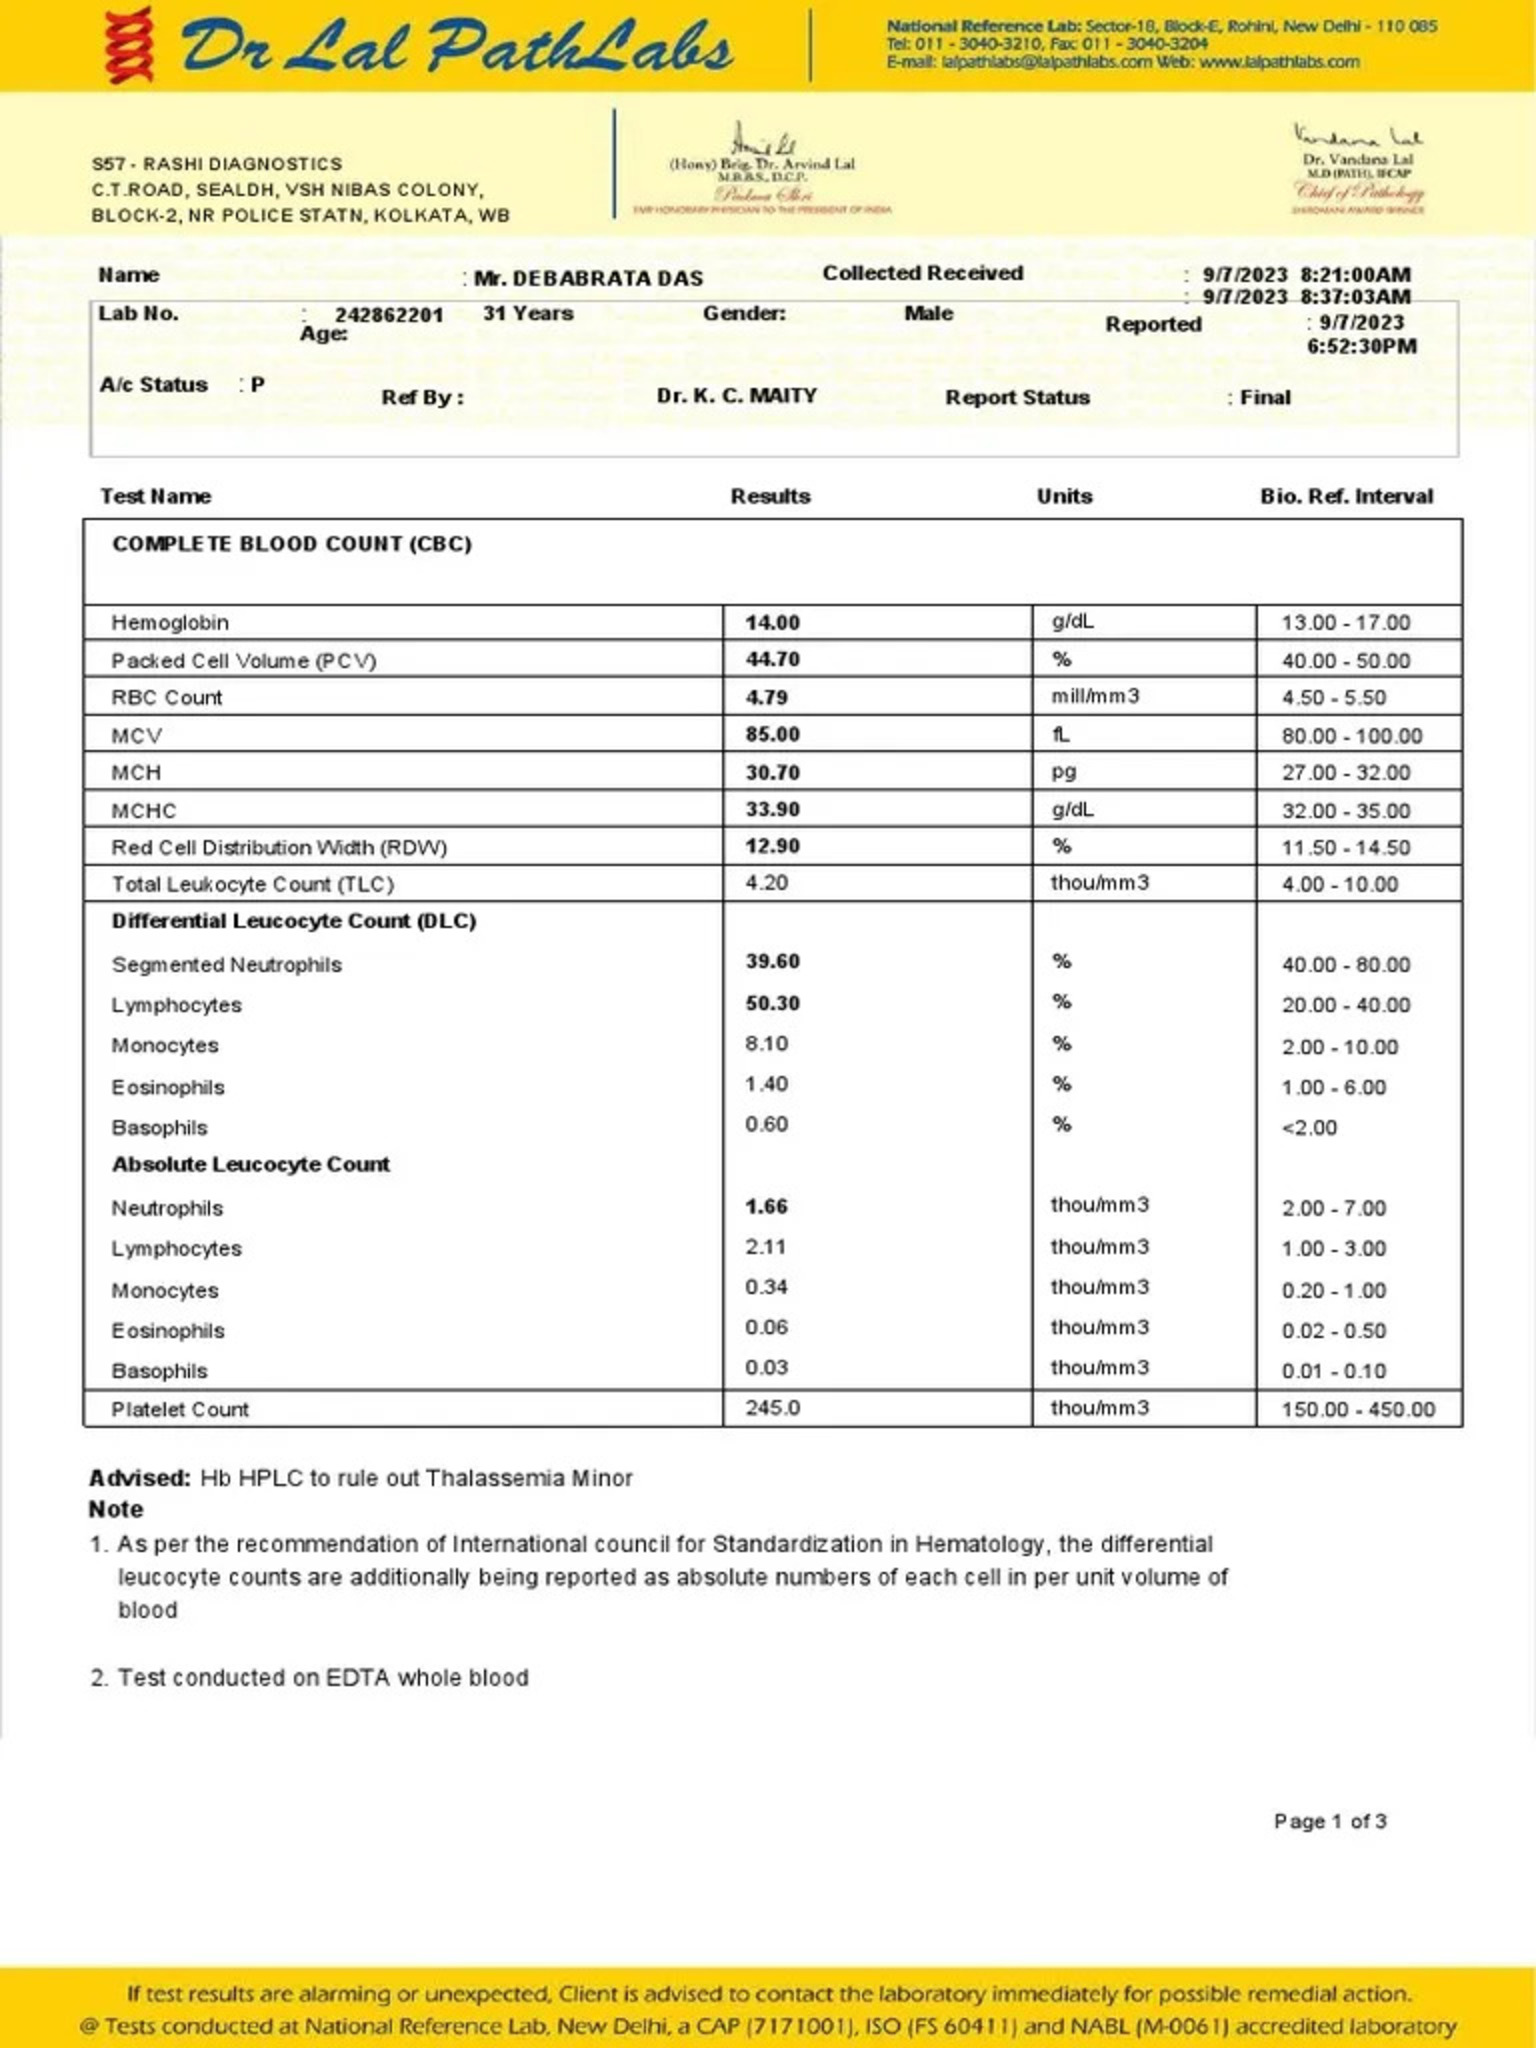 Dr Lal PathLabs
National Reference Lab: Sector-18, Block-E, Rohini, New Delhi - 110 085
Tel: 011 - 3040-3210, Fax: 011 - 3040-3204
E-mail: lalpathlabs@lalpathlabs.com Web: www.lalpathlabs.com
S57 - RASHI DIAGNOSTICS
C.T.ROAD, SEALDH, VSH NIBAS COLONY,
BLOCK-2, NR POLICE STATN, KOLKATA, WB
(Hony) Brig. Dr. Arvind Lal
M.B.B.S., D.C.P.
Padma Shri
HONORARY PHYSICIAN TO THE PRESIDENT OF INDIA
Vandana Lal
Dr. Vandana Lal
M.D (PATH), IFCAP
Chief of Pathology
SHIROMANI AWARD WINNER
Name : Mr. DEBABRATA DAS Collected Received : 9/7/2023 8:21:00AM
: 9/7/2023 8:37:03AM
Lab No. : 242862201 31 Years Gender: Male
Age: Reported : 9/7/2023
6:52:30PM
A/c Status : P Ref By : Dr. K. C. MAITY Report Status : Final
Test Name Results Units Bio. Ref. Interval
COMPLETE BLOOD COUNT (CBC)
Hemoglobin 14.00 g/dL 13.00 - 17.00
Packed Cell Volume (PCV) 44.70 % 40.00 - 50.00
RBC Count 4.79 mill/mm3 4.50 - 5.50
MCV 85.00 fL 80.00 - 100.00
MCH 30.70 pg 27.00 - 32.00
MCHC 33.90 g/dL 32.00 - 35.00
Red Cell Distribution Width (RDW) 12.90 % 11.50 - 14.50
Total Leukocyte Count (TLC) 4.20 thou/mm3 4.00 - 10.00
Differential Leucocyte Count (DLC)
Segmented Neutrophils 39.60 % 40.00 - 80.00
Lymphocytes 50.30 % 20.00 - 40.00
Monocytes 8.10 % 2.00 - 10.00
Eosinophils 1.40 % 1.00 - 6.00
Basophils 0.60 % <2.00
Absolute Leucocyte Count
Neutrophils 1.66 thou/mm3 2.00 - 7.00
Lymphocytes 2.11 thou/mm3 1.00 - 3.00
Monocytes 0.34 thou/mm3 0.20 - 1.00
Eosinophils 0.06 thou/mm3 0.02 - 0.50
Basophils 0.03 thou/mm3 0.01 - 0.10
Platelet Count 245.0 thou/mm3 150.00 - 450.00
Advised: Hb HPLC to rule out Thalassemia Minor
Note
1. As per the recommendation of International council for Standardization in Hematology, the differential
leucocyte counts are additionally being reported as absolute numbers of each cell in per unit volume of
blood
2. Test conducted on EDTA whole blood
Page 1 of 3
If test results are alarming or unexpected, Client is advised to contact the laboratory immediately for possible remedial action.
@ Tests conducted at National Reference Lab, New Delhi, a CAP (7171001), ISO (FS 60411) and NABL (M-0061) accredited laboratory